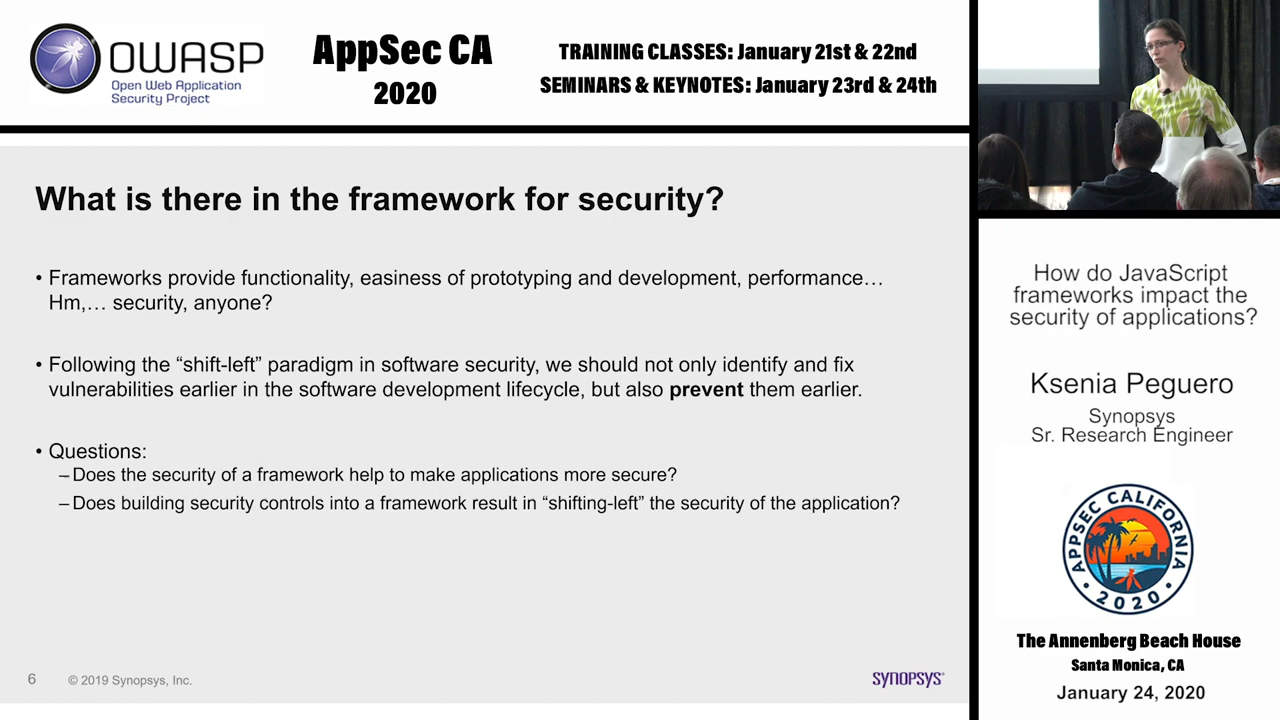 OWASP
Open Web Application
Security Project
AppSec CA
2020
TRAINING CLASSES: January 21st & 22nd
SEMINARS & KEYNOTES: January 23rd & 24th
What is there in the framework for security?
• Frameworks provide functionality, easiness of prototyping and development, performance…
Hm,… security, anyone?
• Following the “shift-left” paradigm in software security, we should not only identify and fix
vulnerabilities earlier in the software development lifecycle, but also prevent them earlier.
• Questions:
– Does the security of a framework help to make applications more secure?
– Does building security controls into a framework result in “shifting-left” the security of the application?
6 © 2019 Synopsys, Inc.
SYNOPSYS®
How do JavaScript
frameworks impact the
security of applications?
Ksenia Peguero
Synopsys
Sr. Research Engineer
APPSEC CALIFORNIA
• 2020 •
The Annenberg Beach House
Santa Monica, CA
January 24, 2020